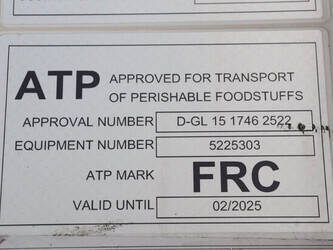 ATP APPROVED FOR TRANSPORT
OF PERISHABLE FOODSTUFFS
APPROVAL NUMBER D-GL 15 1746 2522
EQUIPMENT NUMBER 5225303
ATP MARK FRC
VALID UNTIL 02/2025